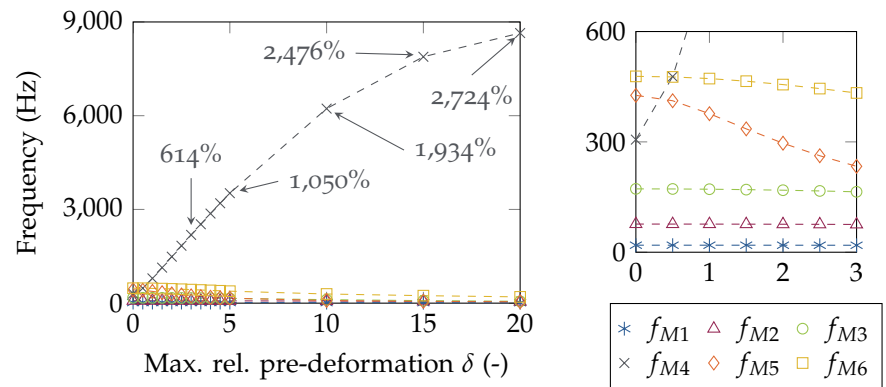 9,000
6,000
3,000
0
Frequency (Hz)
2,476%
2,724%
614%
1,934%
1,050%
0 5 10 15 20
Max. rel. pre-deformation δ (-)
600
300
0
0 1 2 3
fM1 fM2 fM3
fM4 fM5 fM6